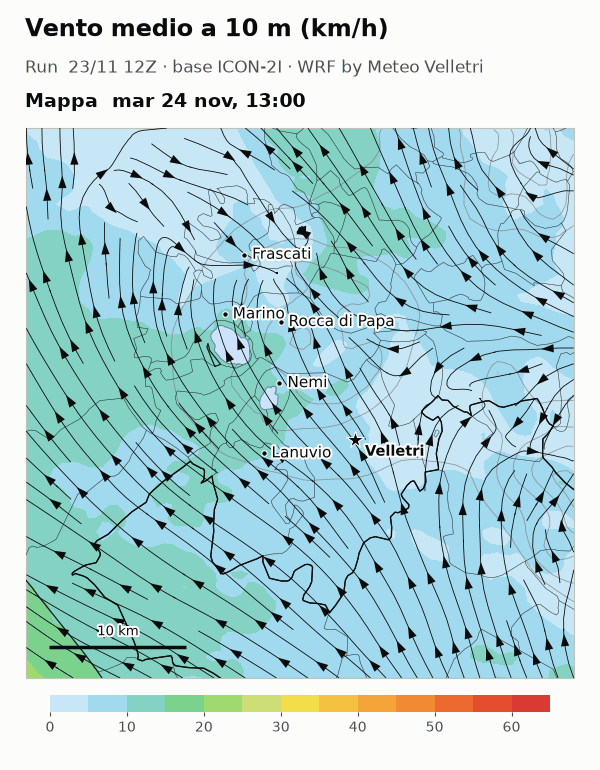 Vento medio a 10 m (km/h)
Run  23/11 12Z · base ICON-2I · WRF by Meteo Velletri
Mappa  mar 24 nov, 13:00
Frascati
Marino
Rocca di Papa
Nemi
Velletri
Lanuvio
10 km
0 10 20 30 40 50 60